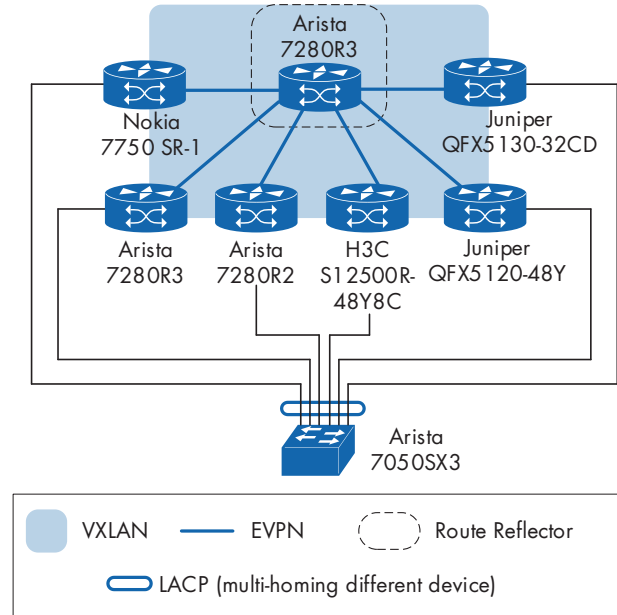 Arista
7280R3
Nokia
7750 SR-1
Juniper
QFX5130-32CD
Arista
7280R3
Arista
7280R2
H3C
S12500R-
48Y8C
Juniper
QFX5120-48Y
Arista
7050SX3
VXLAN
EVPN
Route Reflector
LACP (multi-homing different device)